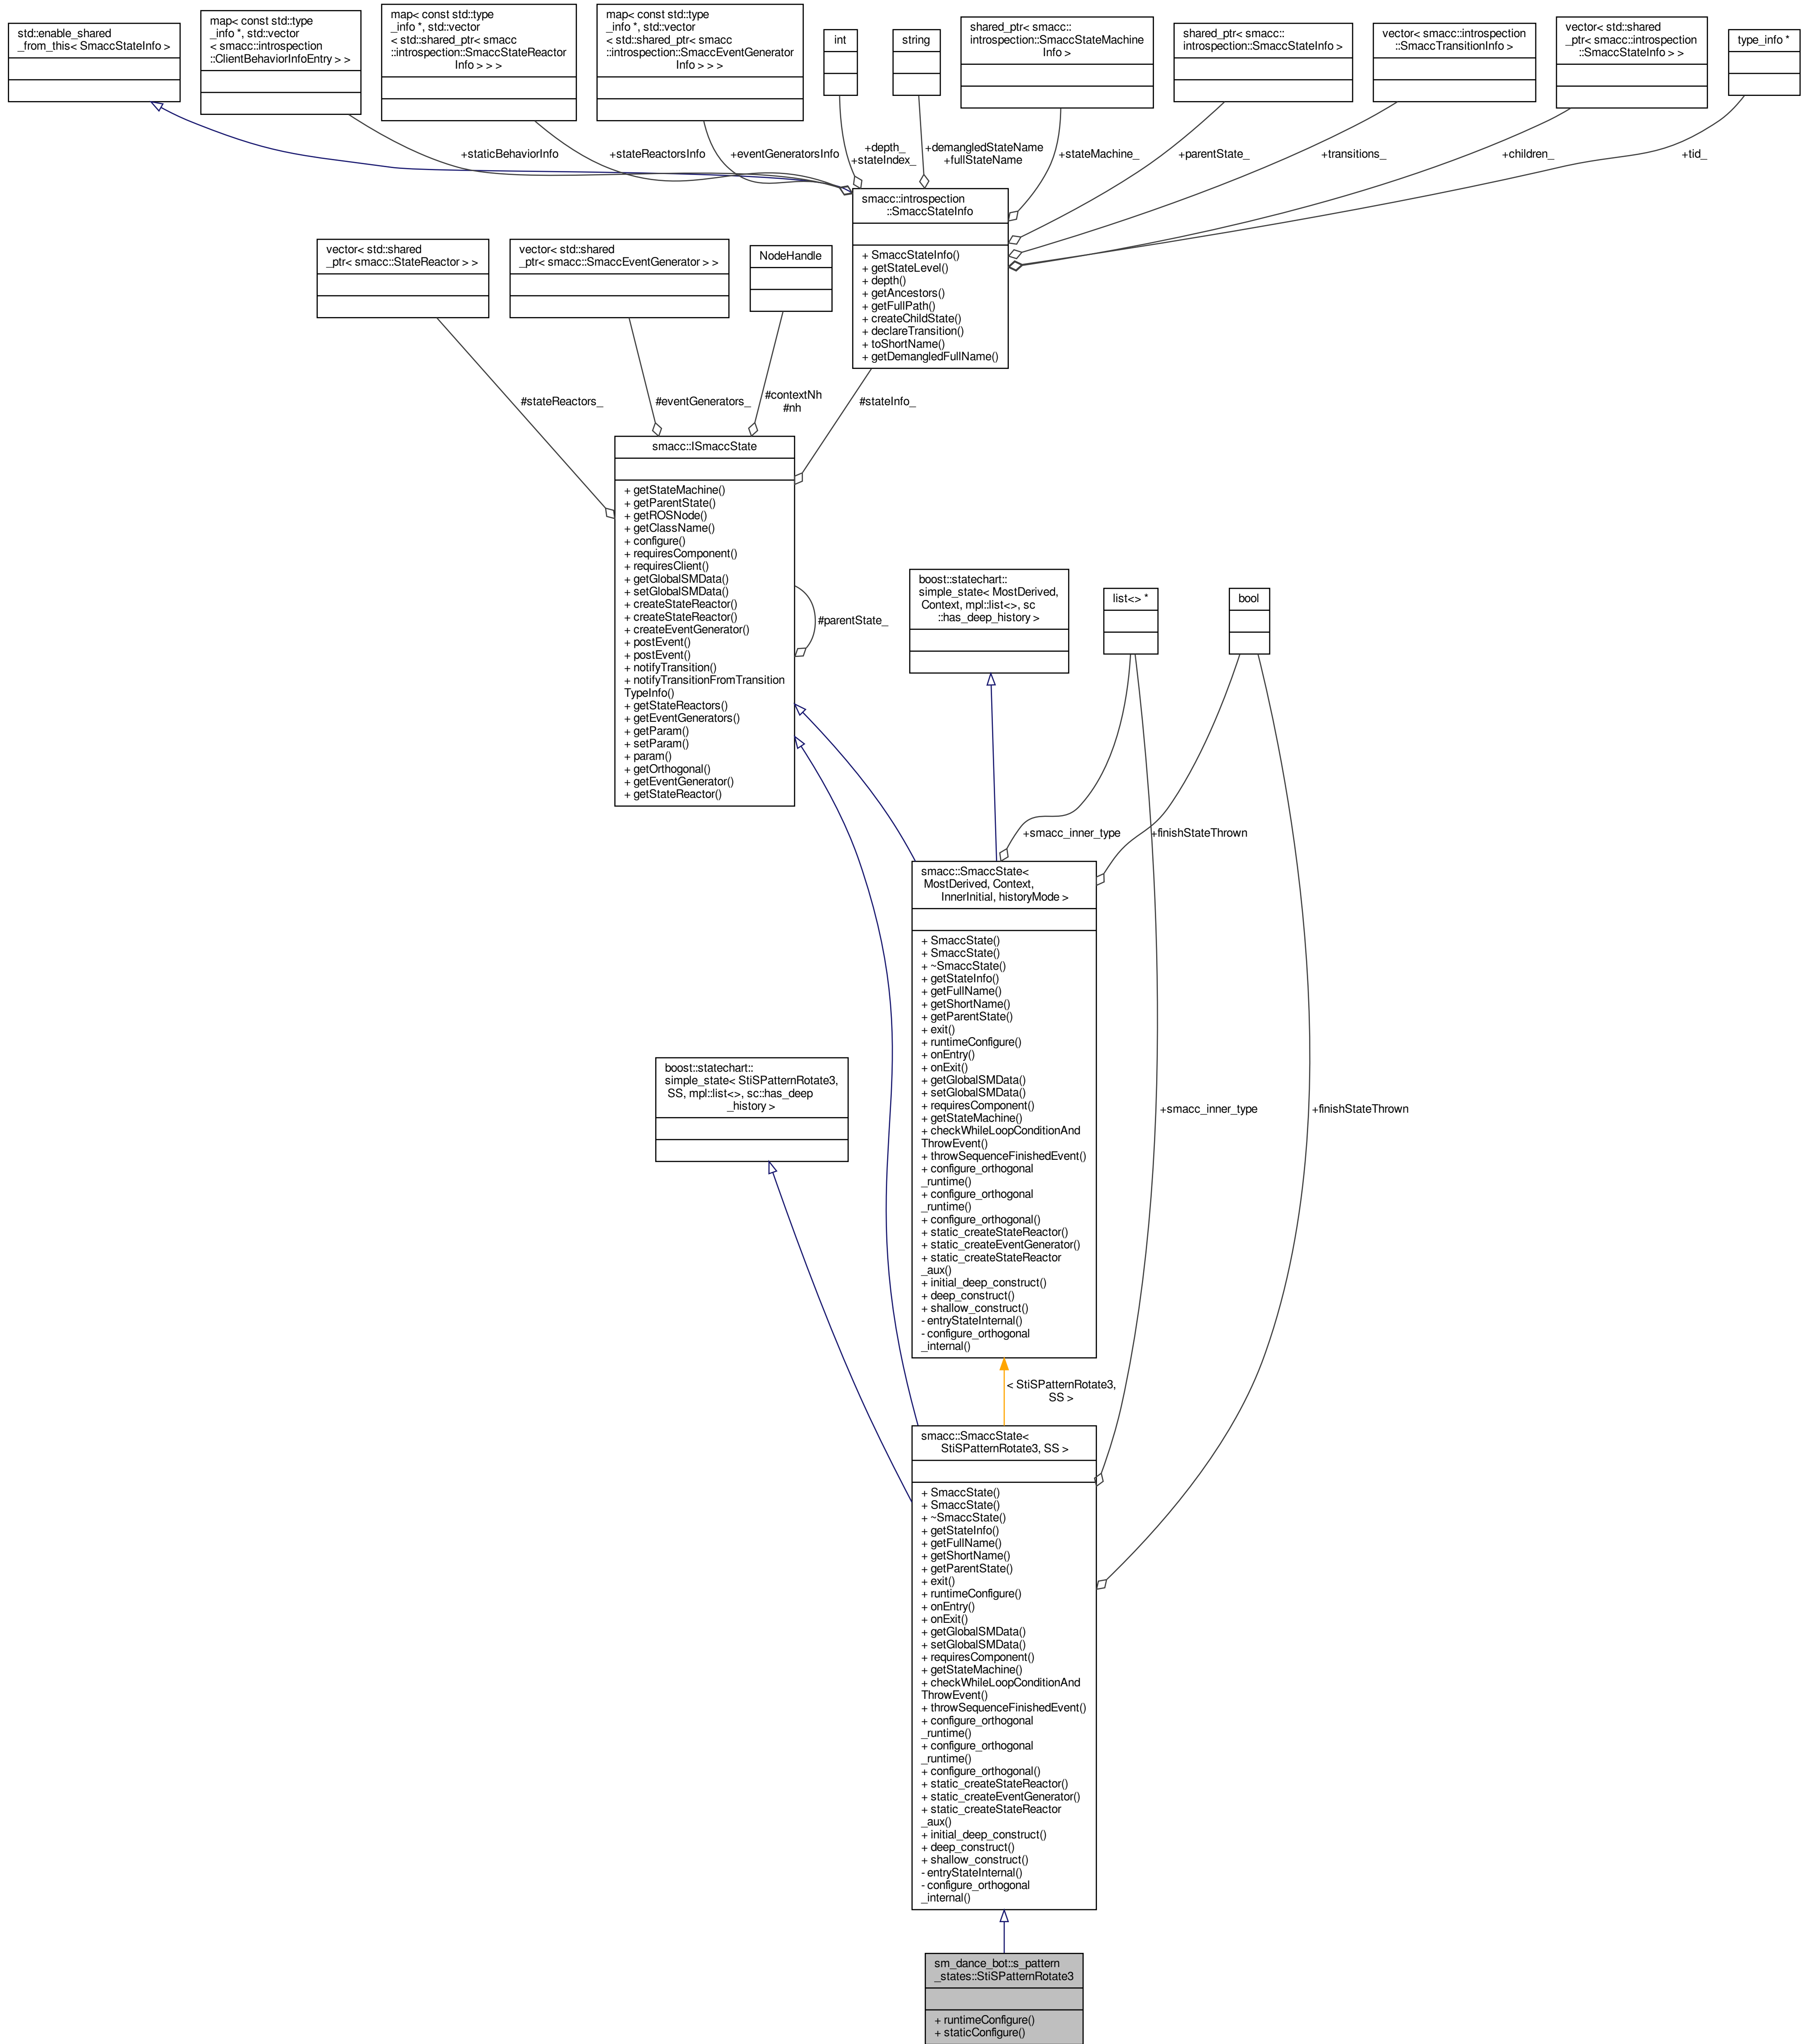 std::enable_shared
_from_this< SmaccStateInfo >
map< const std::type
_info *, std::vector
< smacc::introspection
::ClientBehaviorInfoEntry > >
map< const std::type
_info *, std::vector
< std::shared_ptr< smacc
::introspection::SmaccStateReactor
Info > > >
map< const std::type
_info *, std::vector
< std::shared_ptr< smacc
::introspection::SmaccEventGenerator
Info > > >
int
string
shared_ptr< smacc::
introspection::SmaccStateMachine
Info >
shared_ptr< smacc::
introspection::SmaccStateInfo >
vector< smacc::introspection
::SmaccTransitionInfo >
vector< std::shared
_ptr< smacc::introspection
::SmaccStateInfo > >
type_info *
+staticBehaviorInfo
+stateReactorsInfo
+eventGeneratorsInfo
+depth_
+stateIndex_
+demangledStateName
+fullStateName
+stateMachine_
+parentState_
+transitions_
+children_
+tid_
smacc::introspection
::SmaccStateInfo
+ SmaccStateInfo()
+ getStateLevel()
+ depth()
+ getAncestors()
+ getFullPath()
+ createChildState()
+ declareTransition()
+ toShortName()
+ getDemangledFullName()
vector< std::shared
_ptr< smacc::StateReactor > >
vector< std::shared
_ptr< smacc::SmaccEventGenerator > >
NodeHandle
#stateReactors_
#eventGenerators_
#contextNh
#nh
#stateInfo_
smacc::ISmaccState
+ getStateMachine()
+ getParentState()
+ getROSNode()
+ getClassName()
+ configure()
+ requiresComponent()
+ requiresClient()
+ getGlobalSMData()
+ setGlobalSMData()
+ createStateReactor()
+ createStateReactor()
+ createEventGenerator()
+ postEvent()
+ postEvent()
+ notifyTransition()
+ notifyTransitionFromTransition
TypeInfo()
+ getStateReactors()
+ getEventGenerators()
+ getParam()
+ setParam()
+ param()
+ getOrthogonal()
+ getEventGenerator()
+ getStateReactor()
#parentState_
boost::statechart::
simple_state< MostDerived,
Context, mpl::list<>, sc
::has_deep_history >
list<> *
bool
+smacc_inner_type
+finishStateThrown
smacc::SmaccState<
MostDerived, Context,
InnerInitial, historyMode >
+ SmaccState()
+ SmaccState()
+ ~SmaccState()
+ getStateInfo()
+ getFullName()
+ getShortName()
+ getParentState()
+ exit()
+ runtimeConfigure()
+ onEntry()
+ onExit()
+ getGlobalSMData()
+ setGlobalSMData()
+ requiresComponent()
+ getStateMachine()
+ checkWhileLoopConditionAnd
ThrowEvent()
+ throwSequenceFinishedEvent()
+ configure_orthogonal
_runtime()
+ configure_orthogonal
_runtime()
+ configure_orthogonal()
+ static_createStateReactor()
+ static_createEventGenerator()
+ static_createStateReactor
_aux()
+ initial_deep_construct()
+ deep_construct()
+ shallow_construct()
- entryStateInternal()
- configure_orthogonal
_internal()
boost::statechart::
simple_state< StiSPatternRotate3,
SS, mpl::list<>, sc::has_deep
_history >
+smacc_inner_type
+finishStateThrown
< StiSPatternRotate3,
SS >
smacc::SmaccState<
StiSPatternRotate3, SS >
+ SmaccState()
+ SmaccState()
+ ~SmaccState()
+ getStateInfo()
+ getFullName()
+ getShortName()
+ getParentState()
+ exit()
+ runtimeConfigure()
+ onEntry()
+ onExit()
+ getGlobalSMData()
+ setGlobalSMData()
+ requiresComponent()
+ getStateMachine()
+ checkWhileLoopConditionAnd
ThrowEvent()
+ throwSequenceFinishedEvent()
+ configure_orthogonal
_runtime()
+ configure_orthogonal
_runtime()
+ configure_orthogonal()
+ static_createStateReactor()
+ static_createEventGenerator()
+ static_createStateReactor
_aux()
+ initial_deep_construct()
+ deep_construct()
+ shallow_construct()
- entryStateInternal()
- configure_orthogonal
_internal()
sm_dance_bot::s_pattern
_states::StiSPatternRotate3
+ runtimeConfigure()
+ staticConfigure()